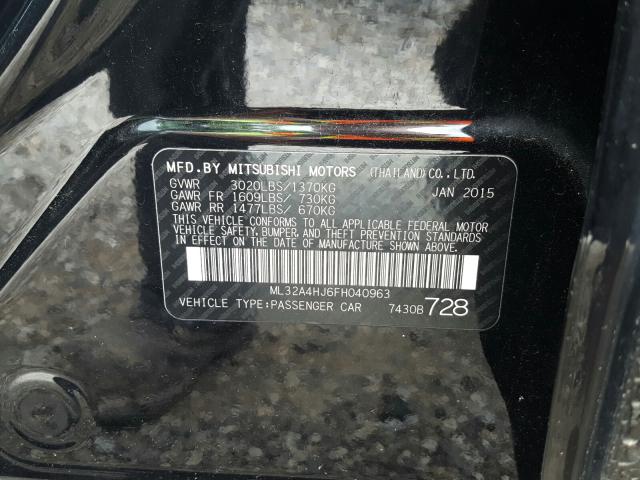 MFD.BY MITSUBISHI MOTORS (THAILAND) CO., LTD.
GVWR 3020LBS/1370KG JAN 2015
GAWR FR 1609LBS/ 730KG
GAWR RR 1477LBS/ 670KG
THIS VEHICLE CONFORMS TO ALL APPLICABLE FEDERAL MOTOR
VEHICLE SAFETY, BUMPER, AND THEFT PREVENTION STANDARDS
IN EFFECT ON THE DATE OF MANUFACTURE SHOWN ABOVE.
ML32A4HJ6FH040963
VEHICLE TYPE:PASSENGER CAR 7430B 728